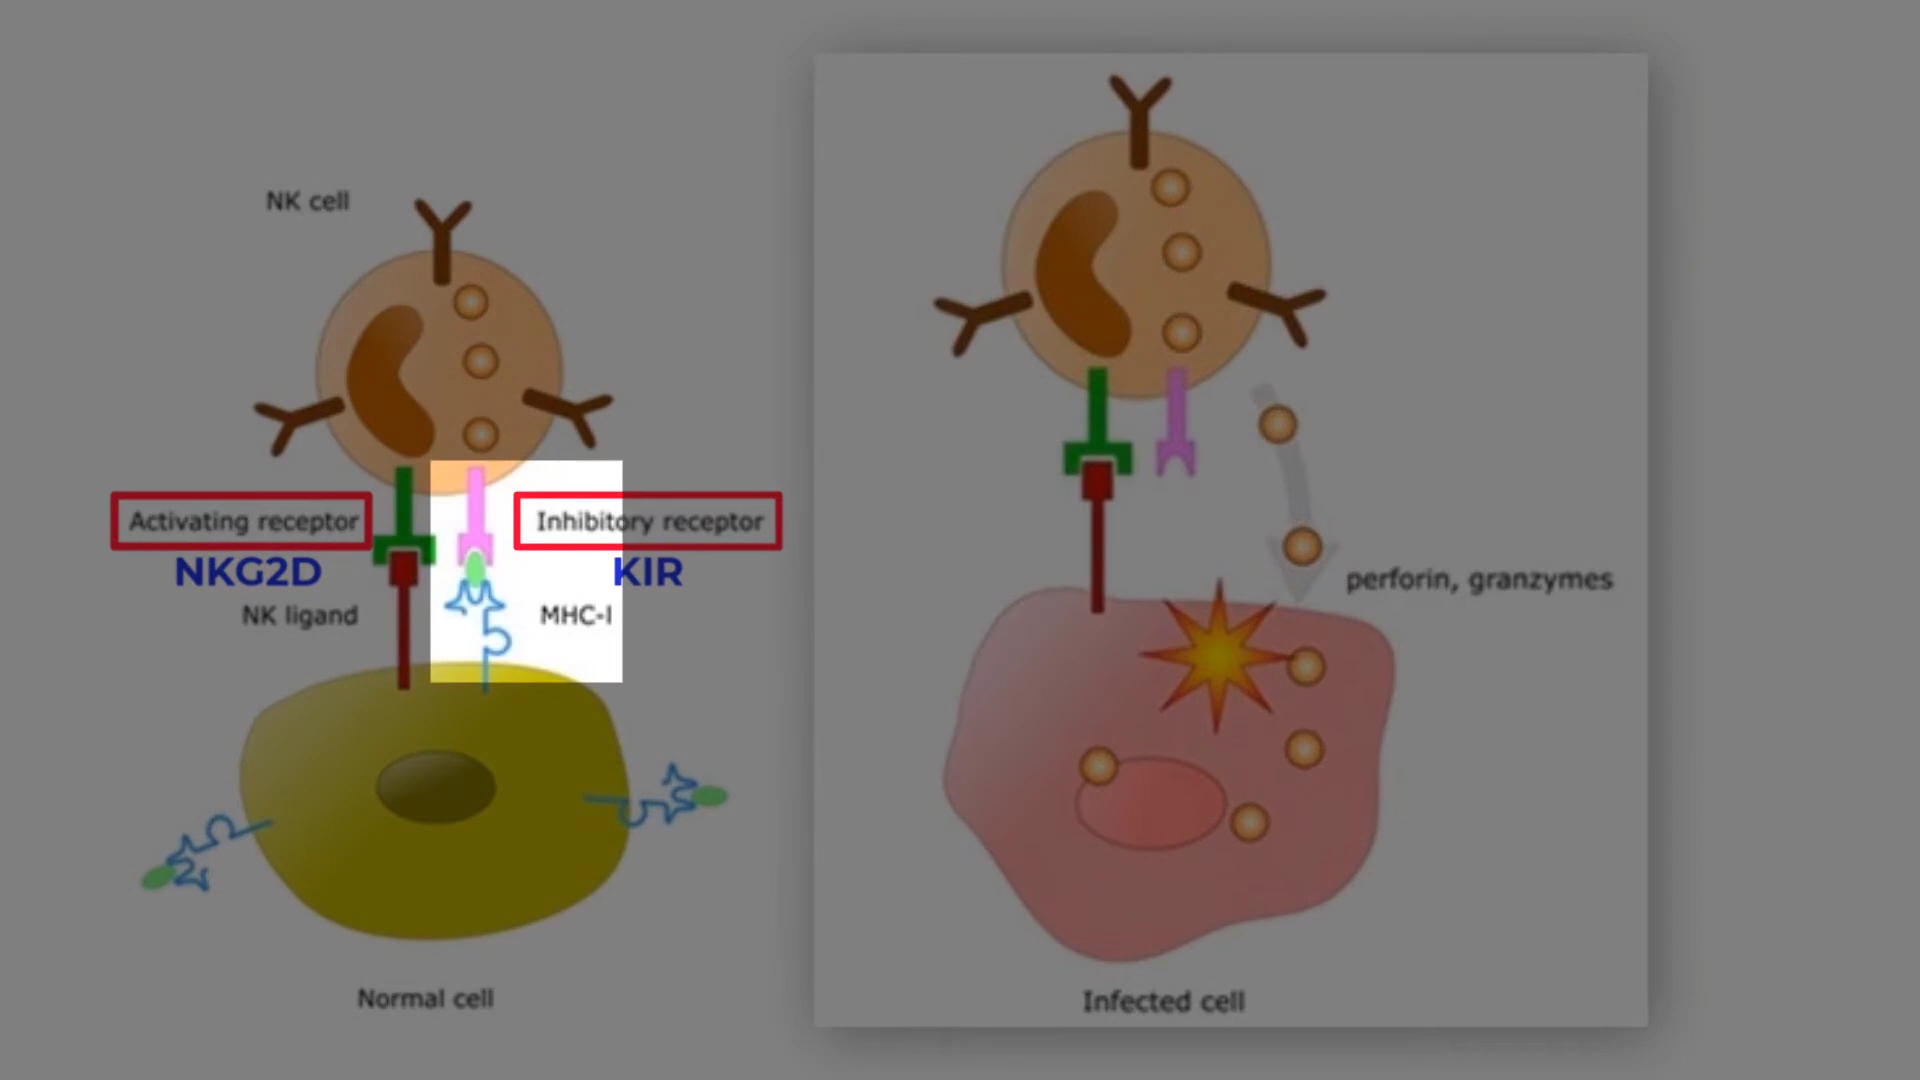 NK cell
Activating receptor
Inhibitory receptor
NKG2D
KIR
NK ligand
MHC-I
Normal cell
perforin, granzymes
Infected cell